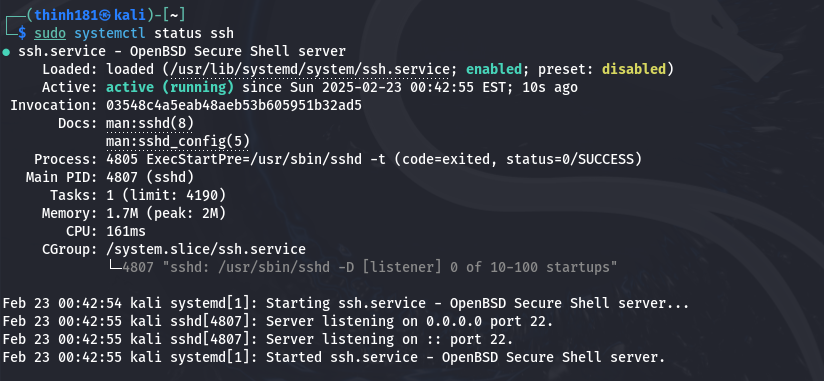 ┌──(thinh181㉿kali)-[~]
└─$ sudo systemctl status ssh
● ssh.service - OpenBSD Secure Shell server
Loaded: loaded (/usr/lib/systemd/system/ssh.service; enabled; preset: disabled)
Active: active (running) since Sun 2025-02-23 00:42:55 EST; 10s ago
Invocation: 03548c4a5eab48aeb53b605951b32ad5
Docs: man:sshd(8)
man:sshd_config(5)
Process: 4805 ExecStartPre=/usr/sbin/sshd -t (code=exited, status=0/SUCCESS)
Main PID: 4807 (sshd)
Tasks: 1 (limit: 4190)
Memory: 1.7M (peak: 2M)
CPU: 161ms
CGroup: /system.slice/ssh.service
└─4807 "sshd: /usr/sbin/sshd -D [listener] 0 of 10-100 startups"
Feb 23 00:42:54 kali systemd[1]: Starting ssh.service - OpenBSD Secure Shell server...
Feb 23 00:42:55 kali sshd[4807]: Server listening on 0.0.0.0 port 22.
Feb 23 00:42:55 kali sshd[4807]: Server listening on :: port 22.
Feb 23 00:42:55 kali systemd[1]: Started ssh.service - OpenBSD Secure Shell server.